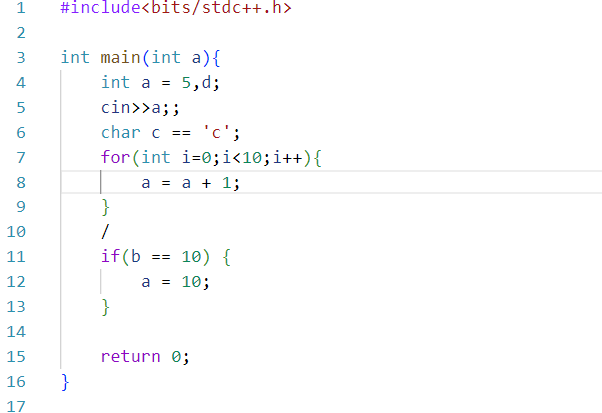 1 #include<bits/stdc++.h>
2
3 int main(int a){
4     int a = 5,d;
5     cin>>a;;
6     char c == 'c';
7     for(int i=0;i<10;i++){
8         a = a + 1;
9     }
10     /
11     if(b == 10) {
12         a = 10;
13     }
14
15     return 0;
16 }
17